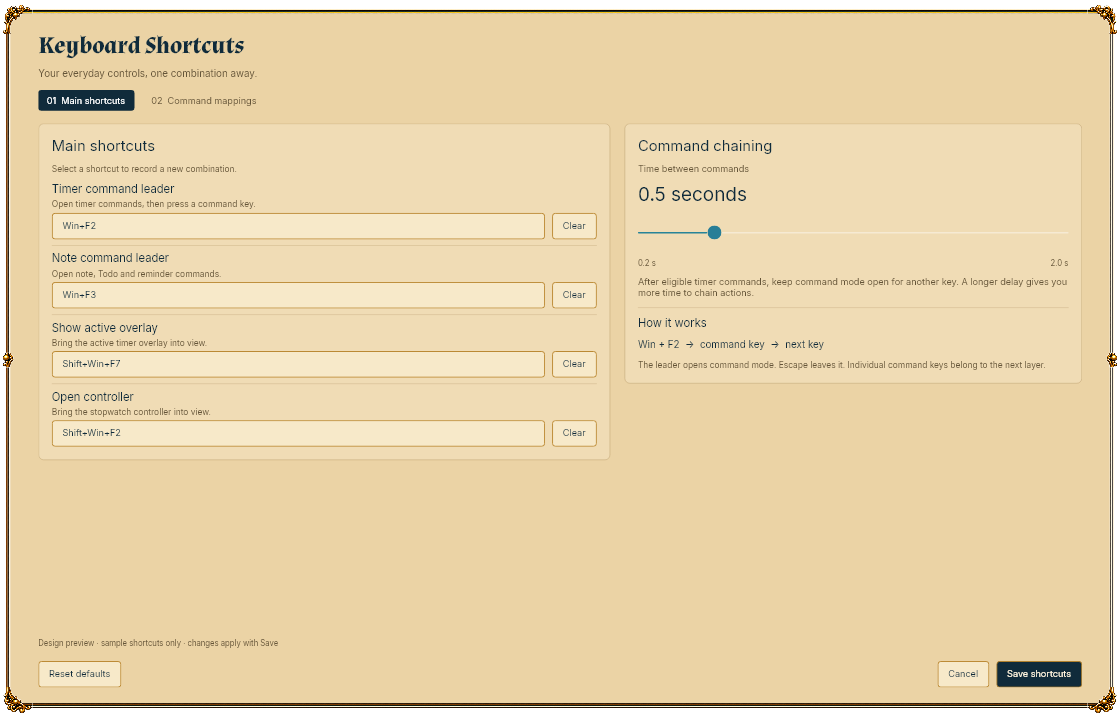 Keyboard Shortcuts
Your everyday controls, one combination away.
01 Main shortcuts
02 Command mappings
Main shortcuts
Select a shortcut to record a new combination.
Timer command leader
Open timer commands, then press a command key.
Win+F2
Clear
Note command leader
Open note, Todo and reminder commands.
Win+F3
Clear
Show active overlay
Bring the active timer overlay into view.
Shift+Win+F7
Clear
Open controller
Bring the stopwatch controller into view.
Shift+Win+F2
Clear
Command chaining
Time between commands
0.5 seconds
0.2 s
2.0 s
After eligible timer commands, keep command mode open for another key. A longer delay gives you
more time to chain actions.
How it works
Win + F2 → command key → next key
The leader opens command mode. Escape leaves it. Individual command keys belong to the next layer.
Design preview · sample shortcuts only · changes apply with Save
Reset defaults
Cancel
Save shortcuts